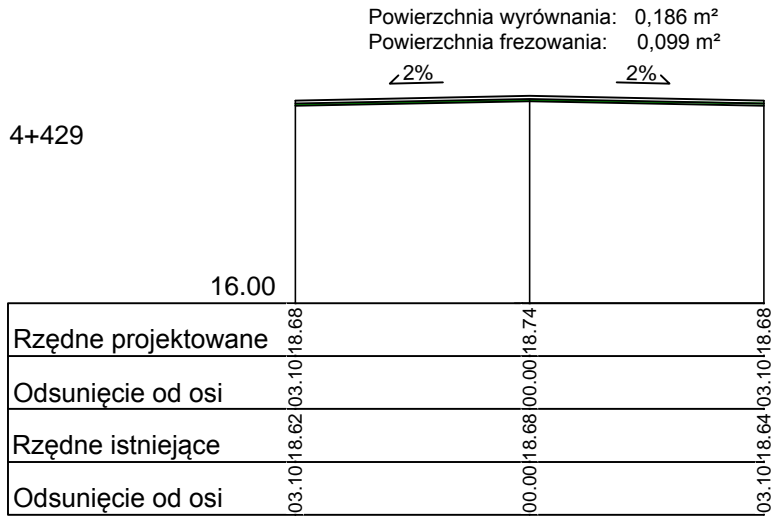 Powierzchnia wyrównania: 0,186 m²
Powierzchnia frezowania: 0,099 m²
2% 2%
4+429
16.00
Rzędne projektowane 18.68 18.74 18.68
Odsunięcie od osi 03.10 00.00 03.10
Rzędne istniejące 18.62 18.68 18.64
Odsunięcie od osi 03.10 00.00 03.10